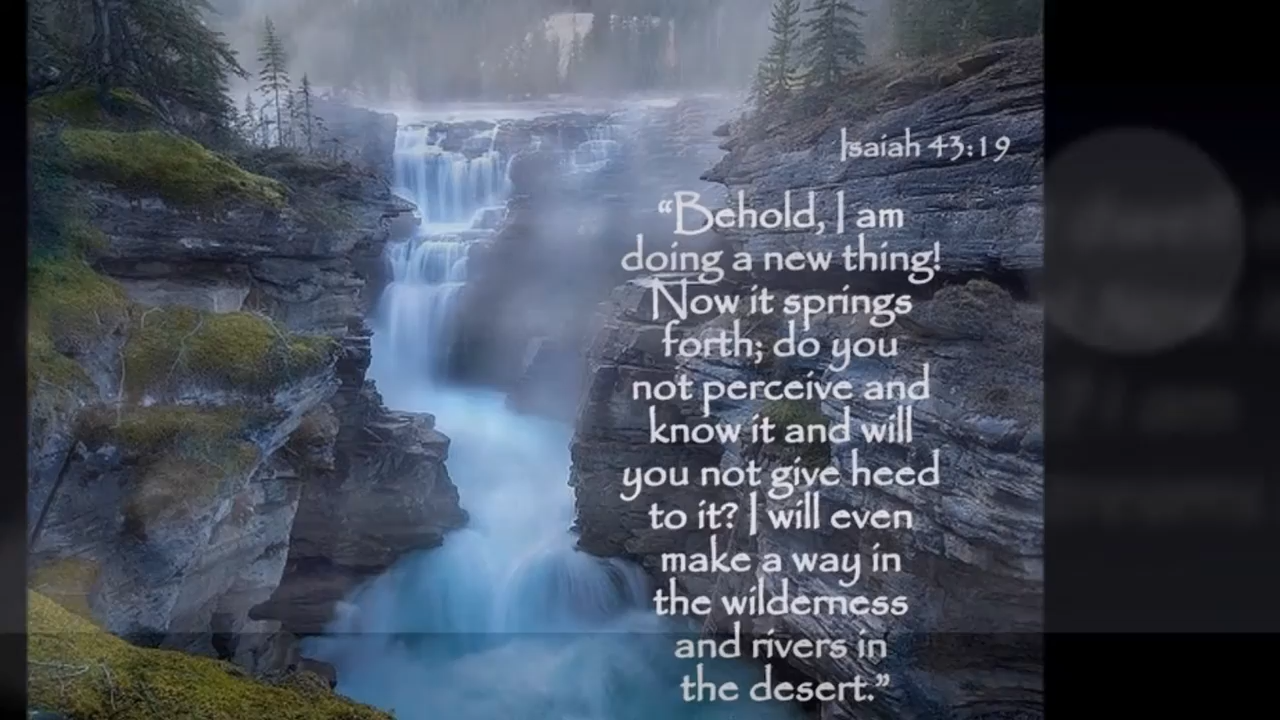 Isaiah 43:19
“Behold, I am
doing a new thing!
Now it springs
forth; do you
not perceive and
know it and will
you not give heed
to it? I will even
make a way in
the wilderness
and rivers in
the desert.”